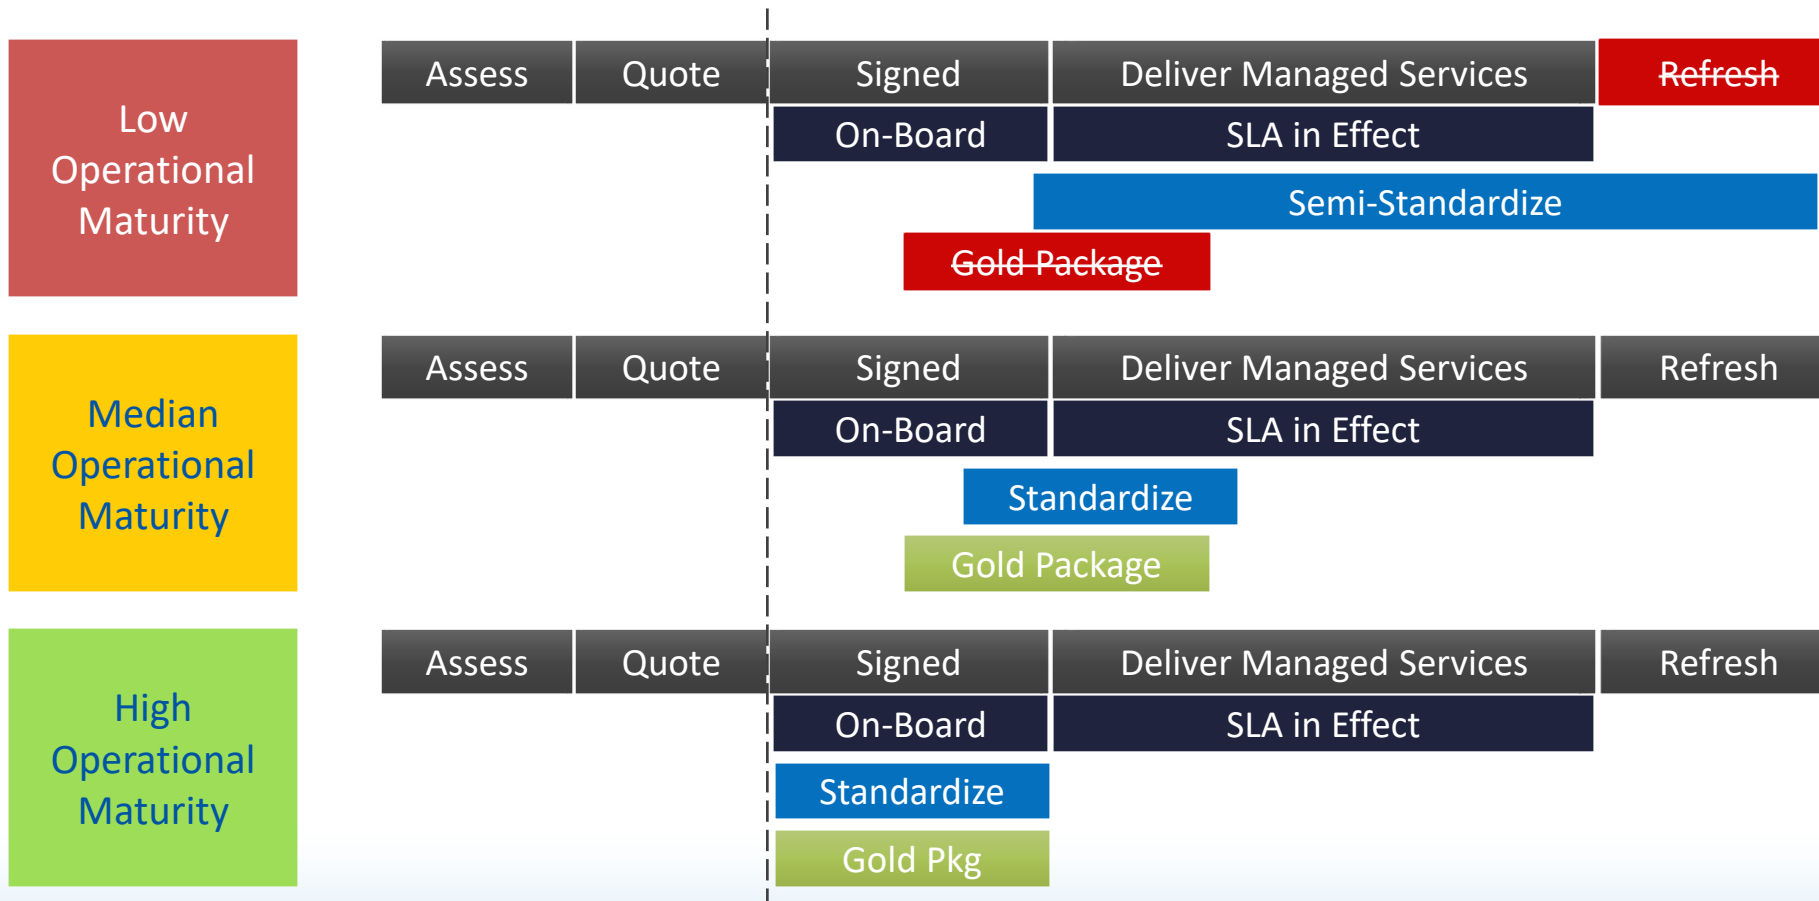 Low
Operational
Maturity
Assess Quote Signed Deliver Managed Services Refresh
On-Board SLA in Effect
Semi-Standardize
Gold Package
Median
Operational
Maturity
Assess Quote Signed Deliver Managed Services Refresh
On-Board SLA in Effect
Standardize
Gold Package
High
Operational
Maturity
Assess Quote Signed Deliver Managed Services Refresh
On-Board SLA in Effect
Standardize
Gold Pkg